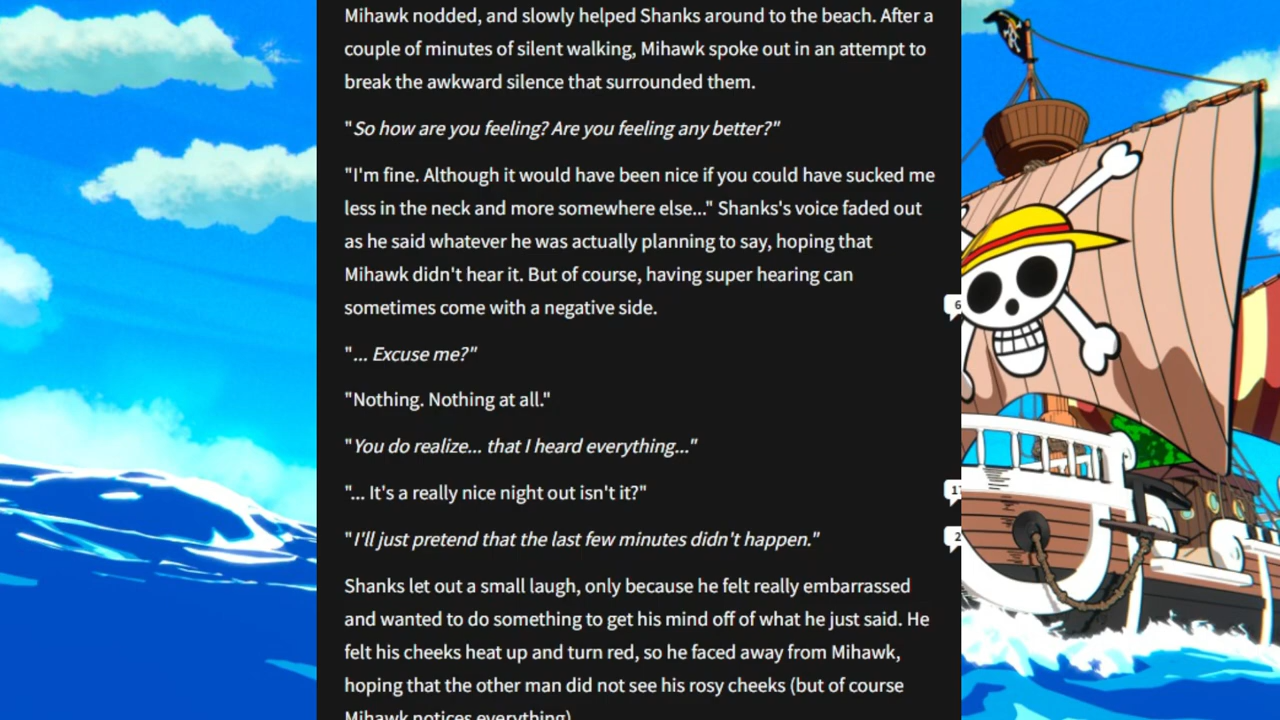 Mihawk nodded, and slowly helped Shanks around to the beach. After a
couple of minutes of silent walking, Mihawk spoke out in an attempt to
break the awkward silence that surrounded them.
"So how are you feeling? Are you feeling any better?"
"I'm fine. Although it would have been nice if you could have sucked me
less in the neck and more somewhere else..." Shanks's voice faded out
as he said whatever he was actually planning to say, hoping that
Mihawk didn't hear it. But of course, having super hearing can
sometimes come with a negative side.
6
"... Excuse me?"
"Nothing. Nothing at all."
"You do realize... that I heard everything..."
"... It's a really nice night out isn't it?"
"I'll just pretend that the last few minutes didn't happen."
2
Shanks let out a small laugh, only because he felt really embarrassed
and wanted to do something to get his mind off of what he just said. He
felt his cheeks heat up and turn red, so he faced away from Mihawk,
hoping that the other man did not see his rosy cheeks (but of course
Mihawk notices everything)